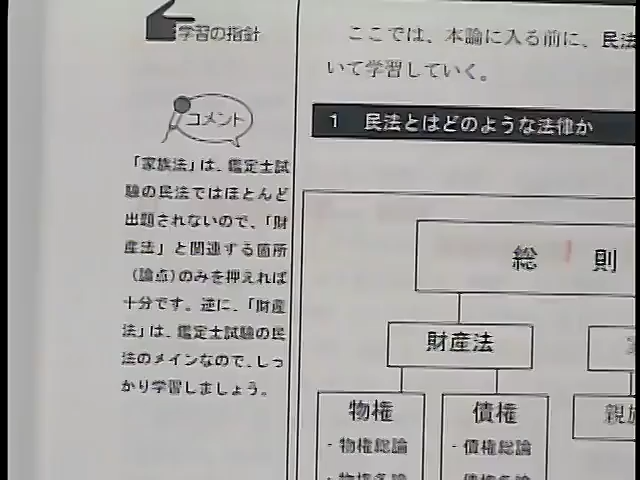 学習の指針
コメント
「家族法」は、鑑定士試
験の民法ではほとんど
出題されないので、「財
産法」と関連する箇所
(論点)のみを押えれば
十分です。逆に、「財産
法」は、鑑定士試験の民
法のメインなので、しっ
かり学習しましょう。
ここでは、本論に入る前に、民法
いて学習していく。
1 民法とはどのような法律か
総 則
財産法
物権
・物権総論
債権
・債権総論
親族